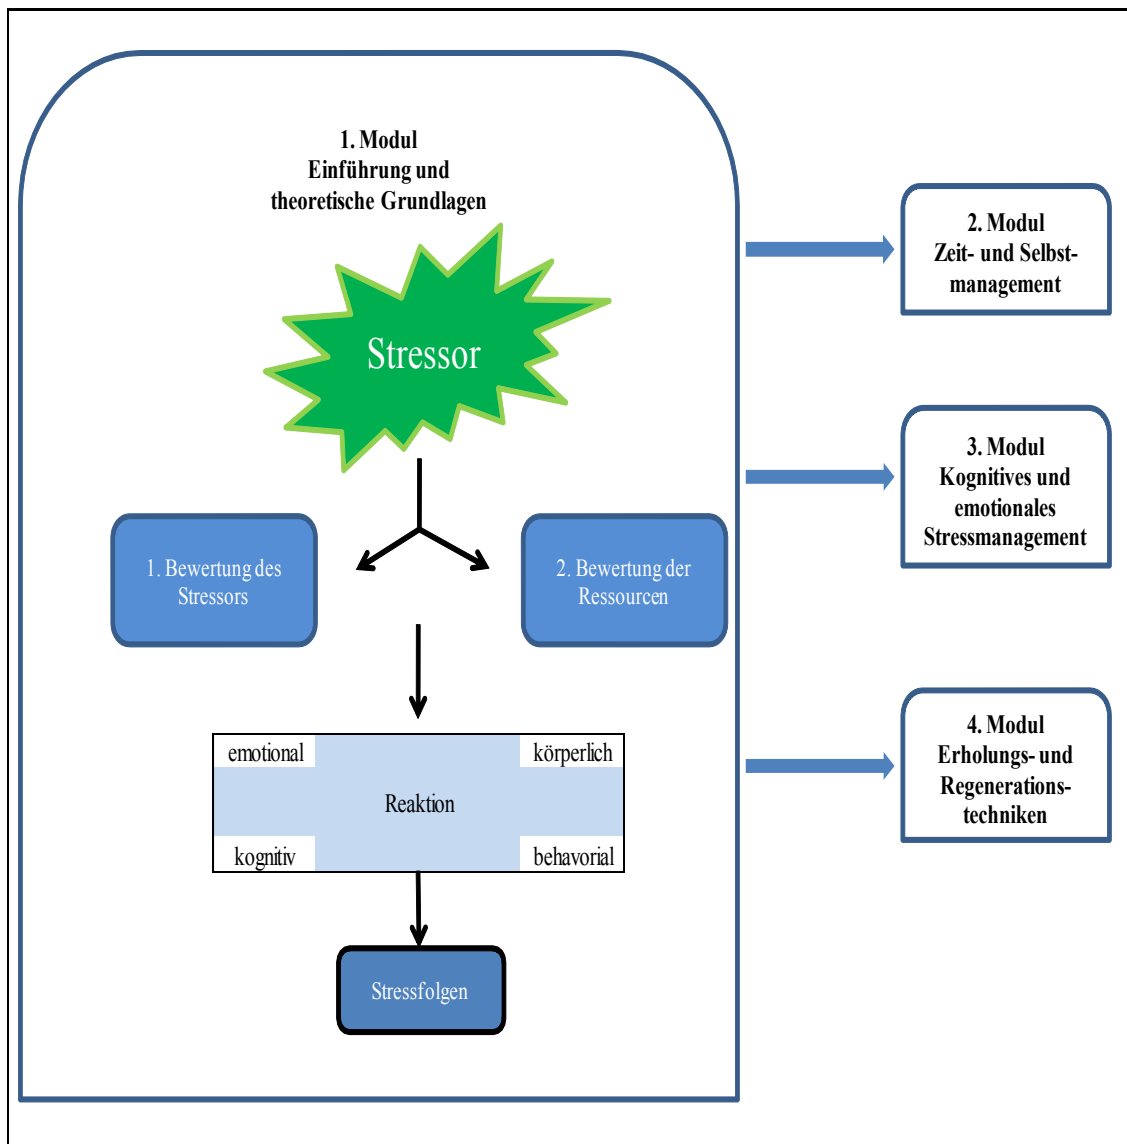 1. Modul
Einführung und
theoretische Grundlagen
Stressor
1. Bewertung des
Stressors
2. Bewertung der
Ressourcen
emotional
körperlich
Reaktion
kognitiv
behavorial
Stressfolgen
2. Modul
Zeit- und Selbst-
management
3. Modul
Kognitives und
emotionales
Stressmanagement
4. Modul
Erholungs- und
Regenerations-
techniken